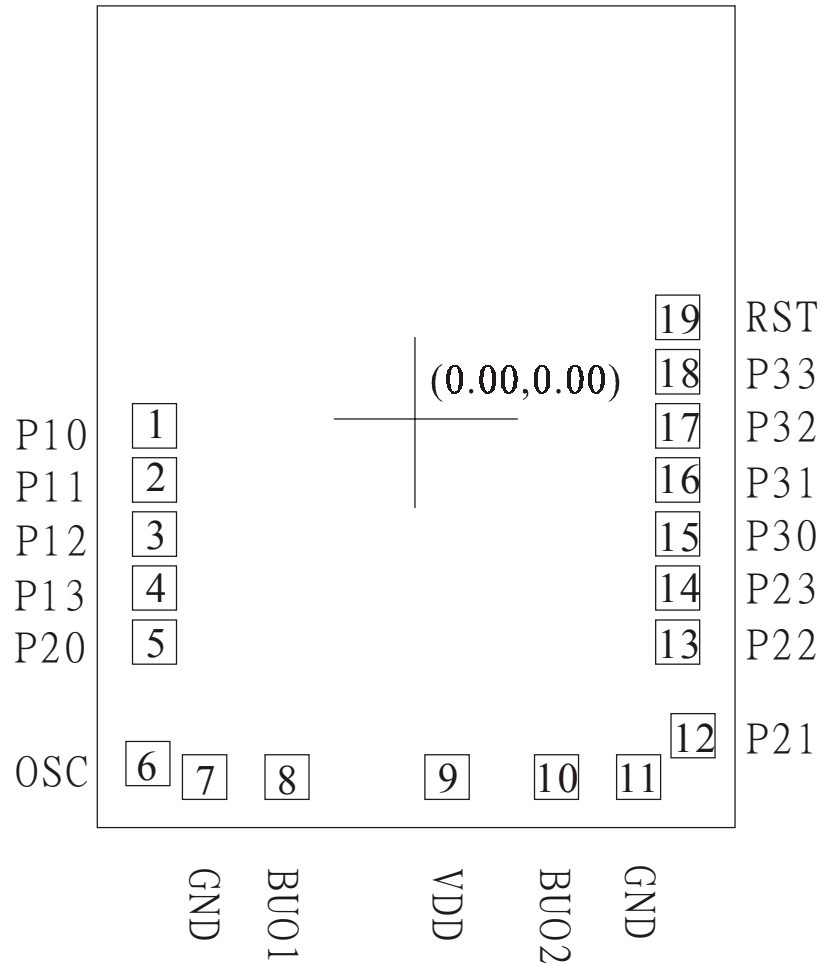 19 RST
(0.00,0.00) 18 P33
P10 1 17 P32
P11 2 16 P31
P12 3 15 P30
P13 4 14 P23
P20 5 13 P22
12 P21
OSC 6 7 8 9 10 11
GND BUO1 VDD BUO2 GND